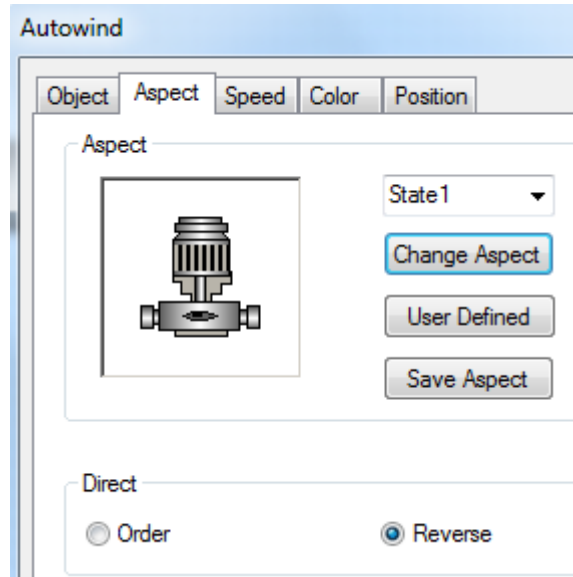 Autowind
Object Aspect Speed Color Position
Aspect
State1
Change Aspect
User Defined
Save Aspect
Direct
Order Reverse